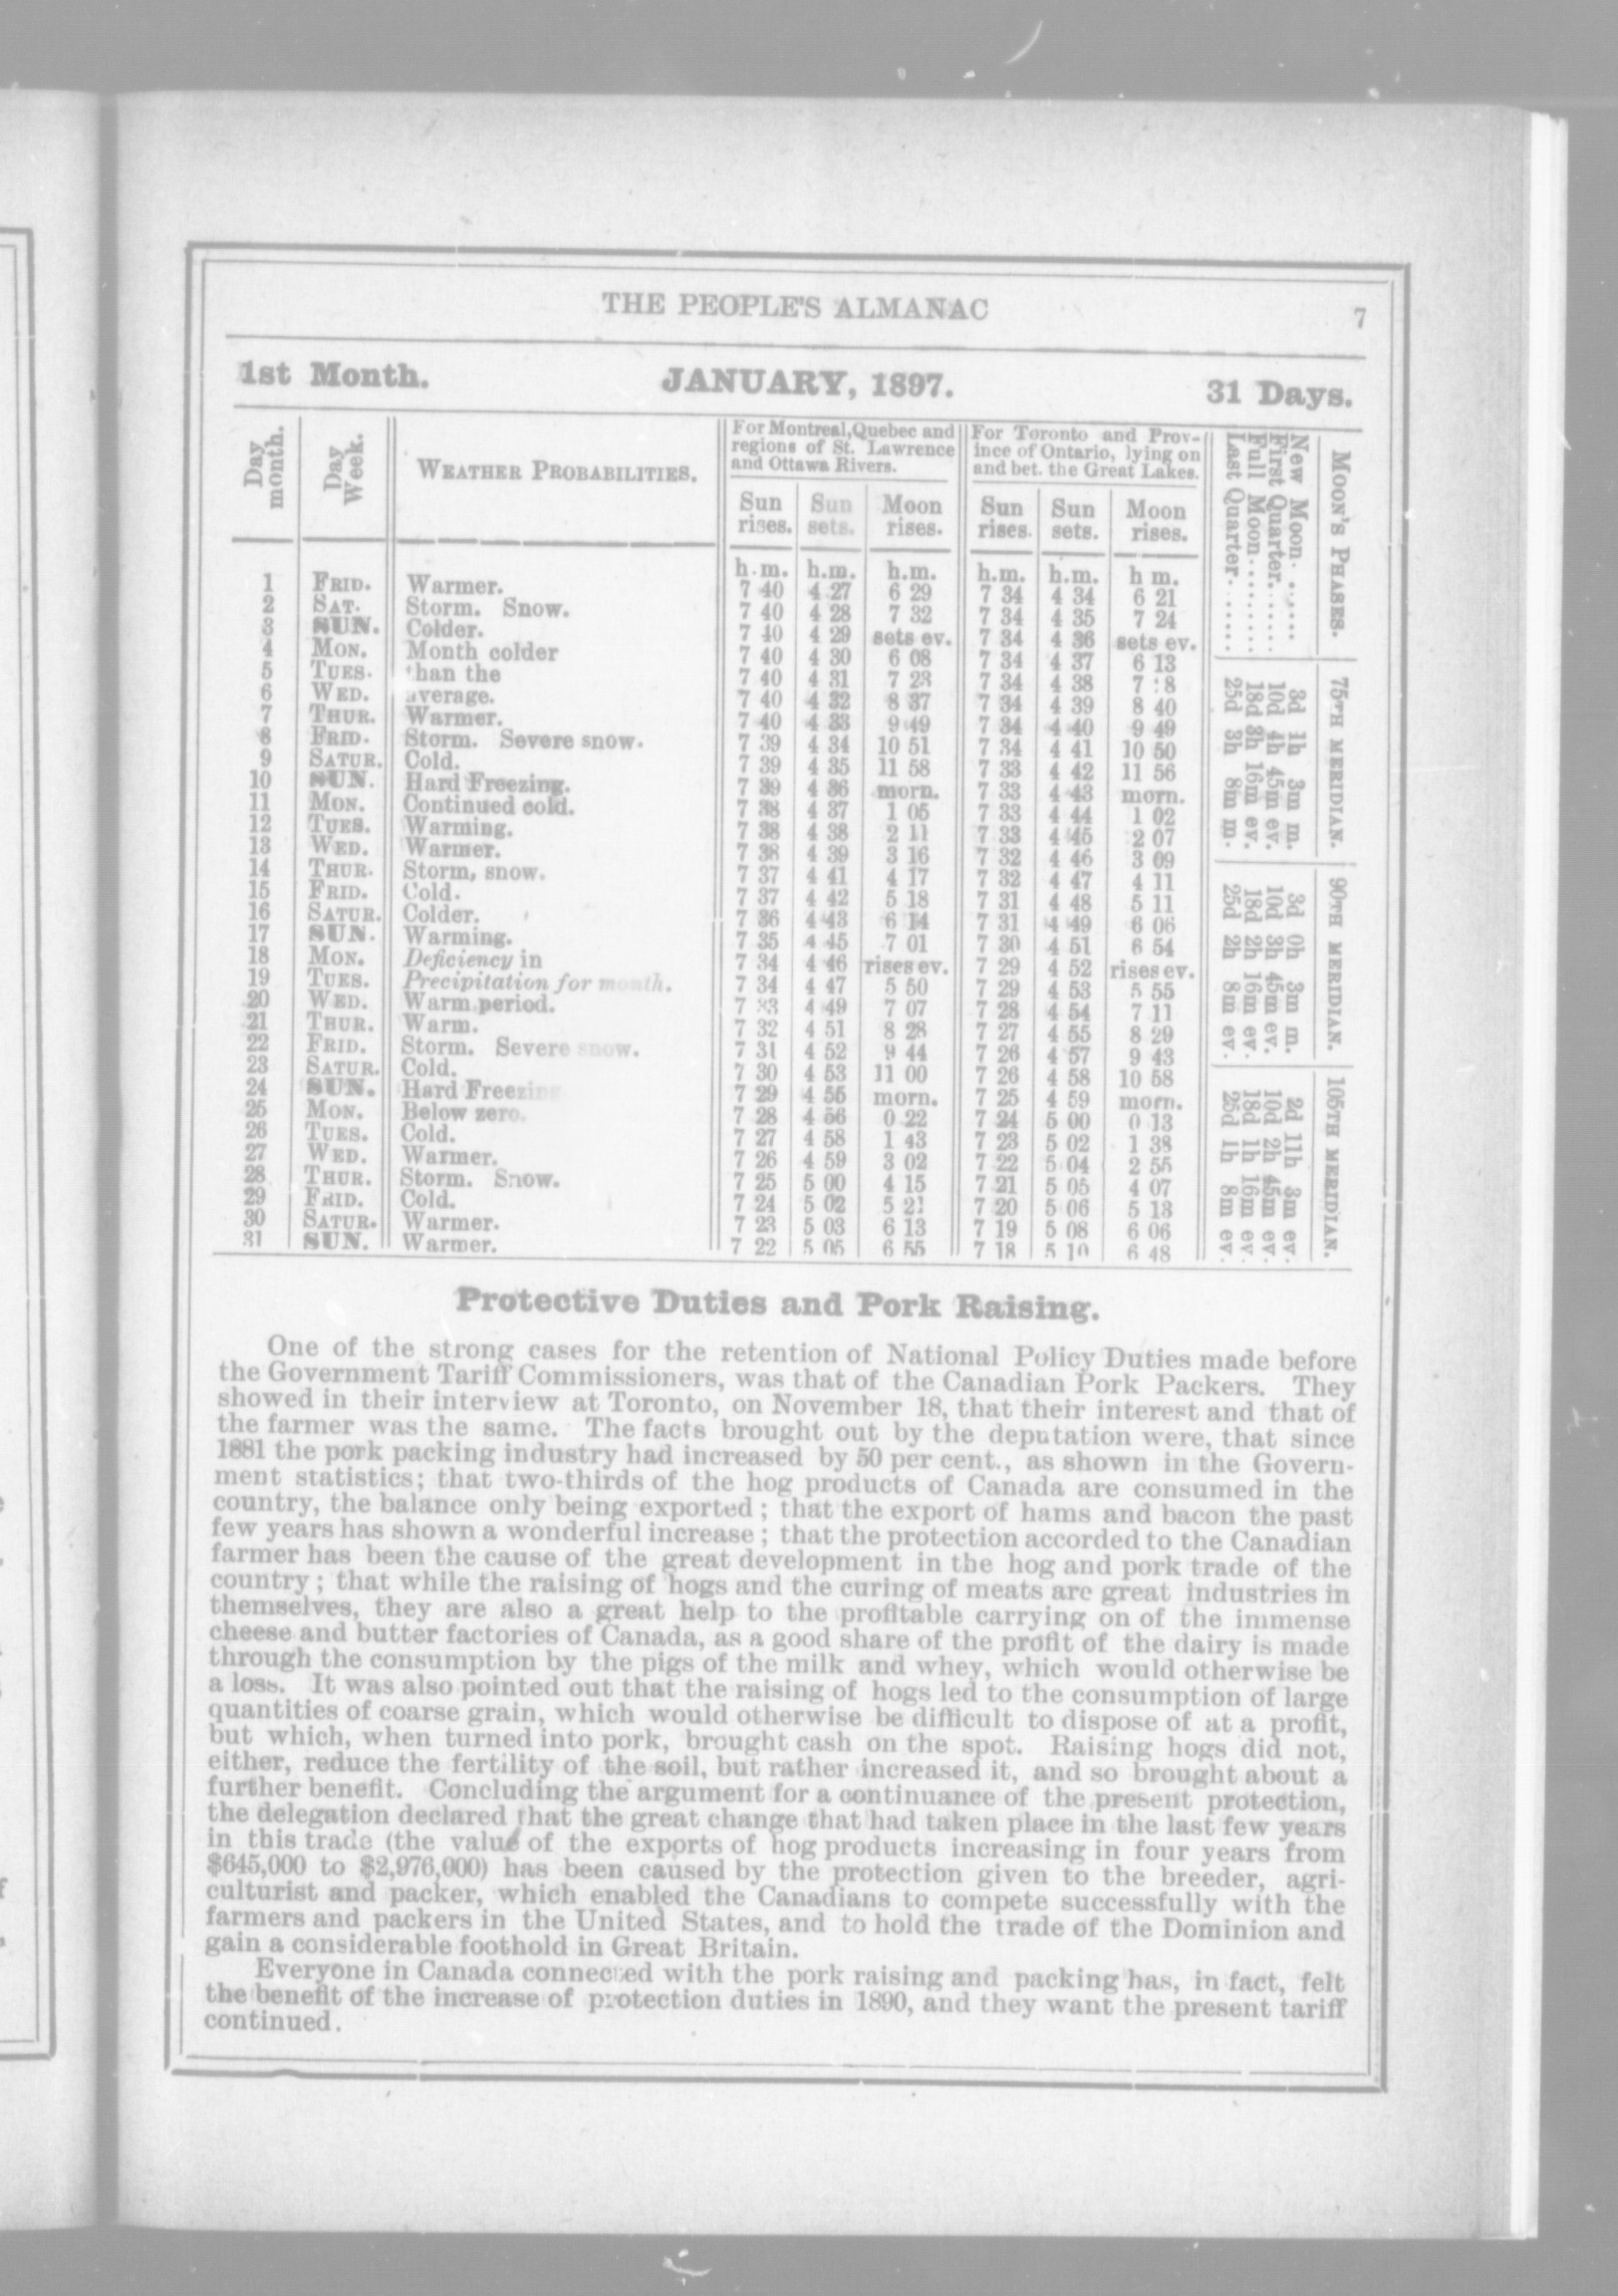 THE PEOPLE'S ALMANAC 7
1st Month. JANUARY, 1897. 31 Days.
Day month. Day Week. WEATHER PROBABILITIES. For Montreal, Quebec and regions of St. Lawrence and Ottawa Rivers. For Toronto and Province of Ontario, lying on and bet. the Great Lakes.
Sun rises. Sun sets. Moon rises. Sun rises. Sun sets. Moon rises.
h.m. h.m. h.m. h.m. h.m. h m.
1 FRID. Warmer. 7 40 4 27 6 29 7 34 4 34 6 21
2 SAT. Storm. Snow. 7 40 4 28 7 32 7 34 4 35 7 24
3 SUN. Colder. 7 40 4 29 sets ev. 7 34 4 36 sets ev.
4 MON. Month colder 7 40 4 30 6 08 7 34 4 37 6 13
5 TUES. than the 7 40 4 31 7 23 7 34 4 38
6 WED. average. 7 40 4 32 8 37 7 34 4 39 8 40
7 THUR. Warmer. 7 40 4 33 9 49 7 34 4 40 9 49
8 FRID. Storm. Severe snow. 7 39 4 34 10 51 7 34 4 41 10 50
9 SATUR. Cold. 7 39 4 35 11 58 7 33 4 42 11 56
10 SUN. Hard Freezing. 7 39 4 36 morn. 7 33 4 43 morn.
11 MON. Continued cold. 7 38 4 37 1 05 7 33 4 44 1 02
12 TUES. Warming. 7 38 4 38 2 11 7 33 4 45 2 07
13 WED. Warmer. 7 38 4 39 3 16 7 32 4 46 3 09
14 THUR. Storm, snow. 7 37 4 41 4 17 7 32 4 47 4 11
15 FRID. Cold. 7 37 4 42 5 18 7 31 4 48 5 11
16 SATUR. Colder. 7 36 4 43 6 14 7 31 4 49 6 06
17 SUN. Warming. 7 35 4 45 7 01 7 30 4 51 6 54
18 MON. Deficiency in 7 34 4 46 rises ev. 7 29 4 52 rises ev.
19 TUES. Precipitation for month. 7 34 4 47 5 50 7 29 4 53 5 55
20 WED. Warm period. 7 33 4 49 7 07 7 28 4 54 7 11
21 THUR. Warm. 7 32 4 51 8 28 7 27 4 55 8 29
22 FRID. Storm. Severe snow. 7 31 4 52 9 44 7 26 4 57 9 43
23 SATUR. Cold. 7 30 4 53 11 00 7 26 4 58 10 58
24 SUN. Hard Freezing 7 29 4 55 morn. 7 25 4 59 morn.
25 MON. Below zero. 7 28 4 56 0 22 7 24 5 00 0 13
26 TUES. Cold. 7 27 4 58 1 43 7 23 5 02 1 38
27 WED. Warmer. 7 26 4 59 3 02 7 22 5 04 2 55
28 THUR. Storm. Snow. 7 25 5 00 4 15 7 21 5 05 4 07
29 FRID. Cold. 7 24 5 02 5 21 7 20 5 06 5 13
30 SATUR. Warmer. 7 23 5 03 6 13 7 19 5 08 6 06
31 SUN. Warmer. 7 22 5 05 6 55 7 18 5 10 6 48
MOON'S PHASES. 75TH MERIDIAN. 90TH MERIDIAN. 105TH MERIDIAN.
New Moon...... 3d 1h 3m m. 3d 0h 3m m. 2d 11h 3m ev.
First Quarter...... 10d 4h 45m ev. 10d 3h 45m ev. 10d 2h 45m ev.
Full Moon........ 18d 3h 16m ev. 18d 2h 16m ev. 18d 1h 16m ev.
Last Quarter...... 25d 3h 8m m. 25d 2h 8m ev. 25d 1h 8m ev.
Protective Duties and Pork Raising.
One of the strong cases for the retention of National Policy Duties made before
the Government Tariff Commissioners, was that of the Canadian Pork Packers. They
showed in their interview at Toronto, on November 18, that their interest and that of
the farmer was the same. The facts brought out by the deputation were, that since
1881 the pork packing industry had increased by 50 per cent., as shown in the Govern-
ment statistics; that two-thirds of the hog products of Canada are consumed in the
country, the balance only being exported; that the export of hams and bacon the past
few years has shown a wonderful increase; that the protection accorded to the Canadian
farmer has been the cause of the great development in the hog and pork trade of the
country; that while the raising of hogs and the curing of meats are great industries in
themselves, they are also a great help to the profitable carrying on of the immense
cheese and butter factories of Canada, as a good share of the profit of the dairy is made
through the consumption by the pigs of the milk and whey, which would otherwise be
a loss. It was also pointed out that the raising of hogs led to the consumption of large
quantities of coarse grain, which would otherwise be difficult to dispose of at a profit,
but which, when turned into pork, brought cash on the spot. Raising hogs did not,
either, reduce the fertility of the soil, but rather increased it, and so brought about a
further benefit. Concluding the argument for a continuance of the present protection,
the delegation declared that the great change that had taken place in the last few years
in this trade (the value of the exports of hog products increasing in four years from
$645,000 to $2,976,000) has been caused by the protection given to the breeder, agri-
culturist and packer, which enabled the Canadians to compete successfully with the
farmers and packers in the United States, and to hold the trade of the Dominion and
gain a considerable foothold in Great Britain.
Everyone in Canada connected with the pork raising and packing has, in fact, felt
the benefit of the increase of protection duties in 1890, and they want the present tariff
continued.